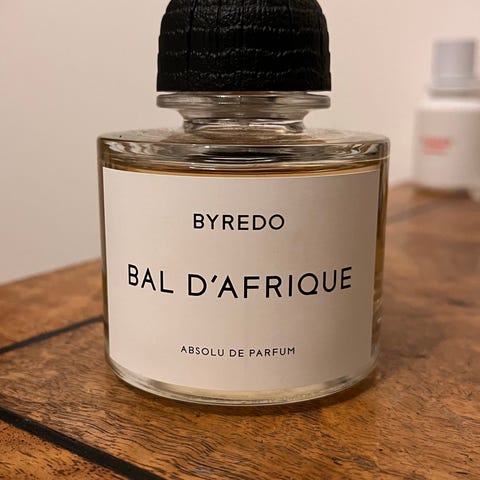 BYREDO
BAL D'AFRIQUE
ABSOLU DE PARFUM